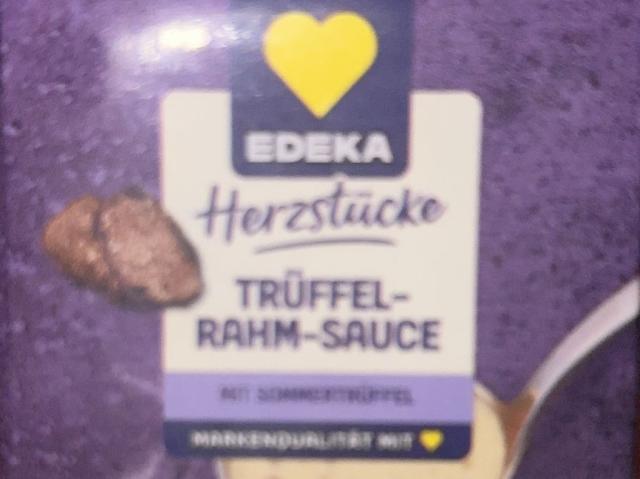 EDEKA
Herzstücke
TRÜFFEL-
RAHM-SAUCE
MIT SOMMERTRÜFFEL
MARKENQUALITÄT MIT